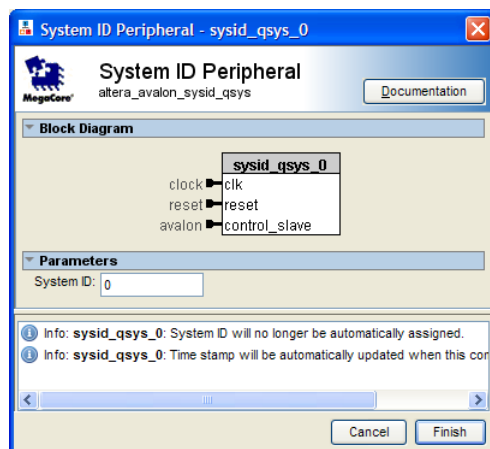 System ID Peripheral - sysid_qsys_0
System ID Peripheral
altera_avalon_sysid_qsys
MegaCore®
Documentation
Block Diagram
sysid_qsys_0
clock clk
reset reset
avalon control_slave
Parameters
System ID: 0
Info: sysid_qsys_0: System ID will no longer be automatically assigned.
Info: sysid_qsys_0: Time stamp will be automatically updated when this
Cancel Finish